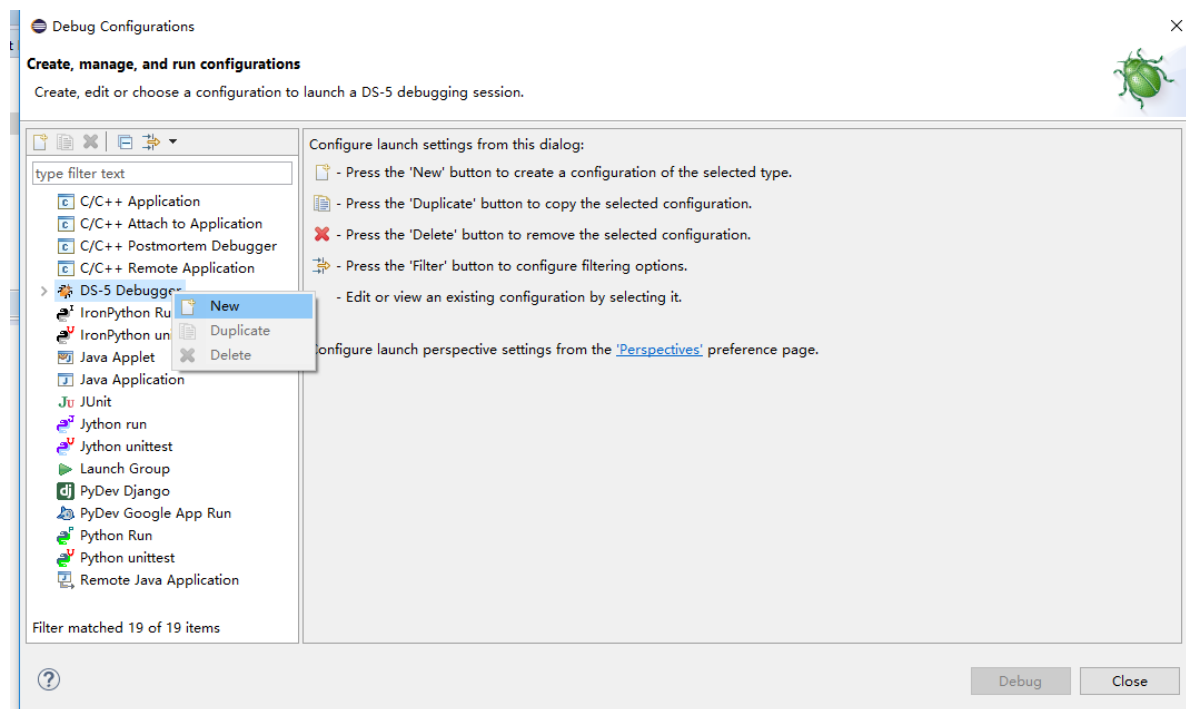 Debug Configurations
Create, manage, and run configurations
Create, edit or choose a configuration to launch a DS-5 debugging session.
type filter text
C/C++ Application
C/C++ Attach to Application
C/C++ Postmortem Debugger
C/C++ Remote Application
DS-5 Debugger
IronPython Ru
IronPython un
Java Applet
Java Application
JUnit
Jython run
Jython unittest
Launch Group
PyDev Django
PyDev Google App Run
Python Run
Python unittest
Remote Java Application
Filter matched 19 of 19 items
New
Duplicate
Delete
Configure launch settings from this dialog:
- Press the 'New' button to create a configuration of the selected type.
- Press the 'Duplicate' button to copy the selected configuration.
- Press the 'Delete' button to remove the selected configuration.
- Press the 'Filter' button to configure filtering options.
- Edit or view an existing configuration by selecting it.
Configure launch perspective settings from the 'Perspectives' preference page.
Debug
Close